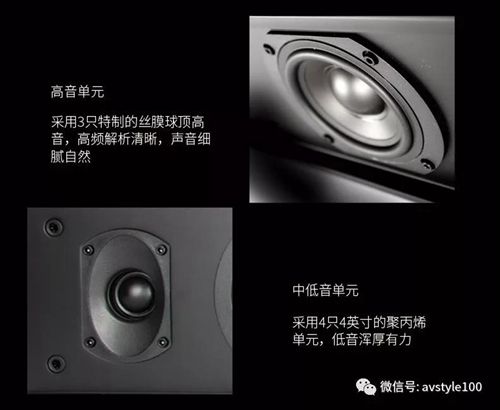 高音单元
采用3只特制的丝膜球顶高
音，高频解析清晰，声音细
腻自然
中低音单元
采用4只4英寸的聚丙烯
单元，低音浑厚有力
微信号: avstyle100